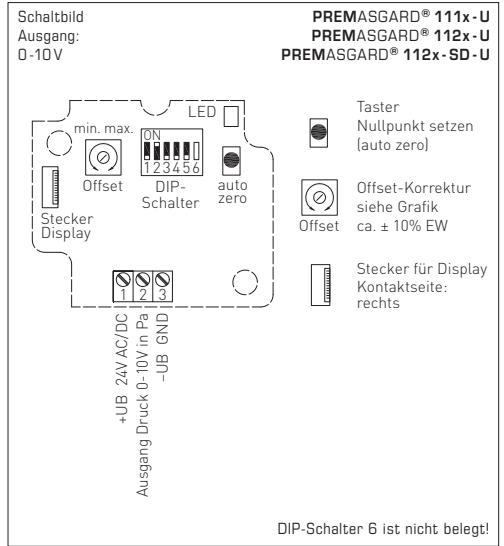 Schaltbild
Ausgang:
0-10 V
PREMASGARD® 111x-U
PREMASGARD® 112x-U
PREMASGARD® 112x-SD-U
LED
min. max.
Offset
ON
1 2 3 4 5 6
DIP-
Schalter
auto
zero
Stecker
Display
1 2 3
+UB 24V AC/DC
Ausgang Druck 0-10V in Pa
–UB GND
Taster
Nullpunkt setzen
(auto zero)
Offset
Offset-Korrektur
siehe Grafik
ca. ± 10% EW
Stecker für Display
Kontaktseite:
rechts
DIP-Schalter 6 ist nicht belegt!